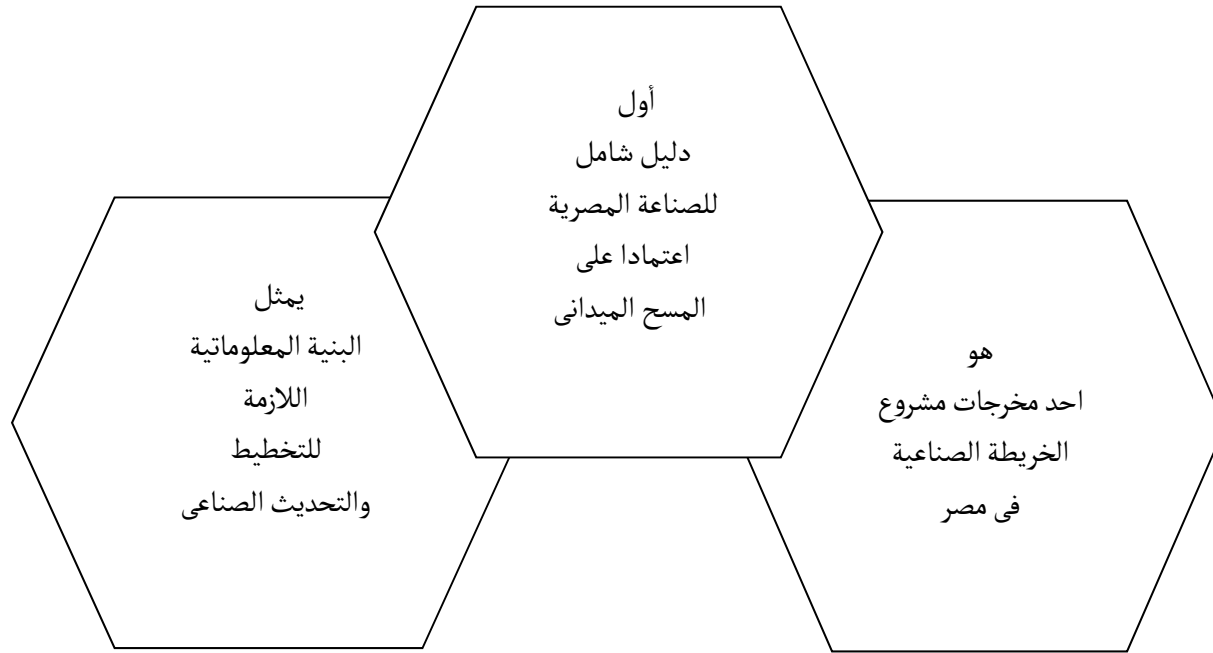 أول
دليل شامل
للصناعة المصرية
اعتمادا على
المسح الميدانى
هو
احد مخرجات مشروع
الخريطة الصناعية
فى مصر
يمثل
البنية المعلوماتية
اللازمة
للتخطيط
والتحديث الصناعى